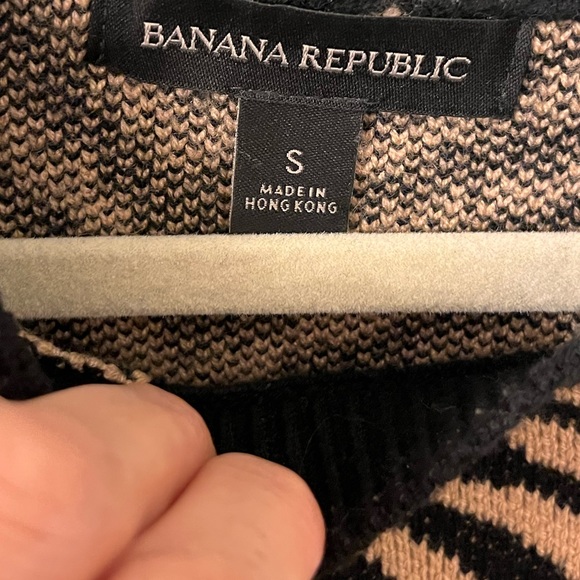 BANANA REPUBLIC
S
MADE IN
HONG KONG